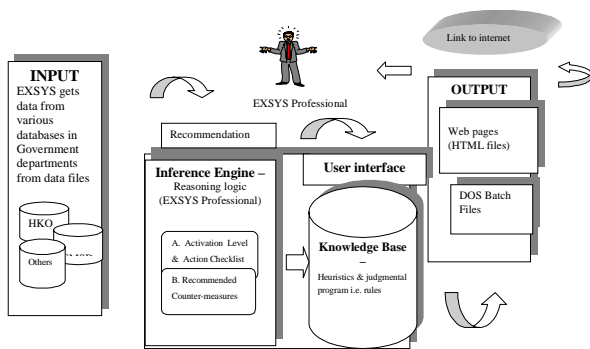 Link to internet
INPUT
EXSYS gets
data from
various
databases in
Government
departments
from data files
HKO
Others
EXSYS Professional
Recommendation
Inference Engine –
Reasoning logic
(EXSYS Professional)
A. Activation Level
& Action Checklist
B. Recommended
Counter-measures
User interface
Knowledge Base
–
Heuristics & judgmental
program i.e. rules
OUTPUT
Web pages
(HTML files)
DOS Batch
Files